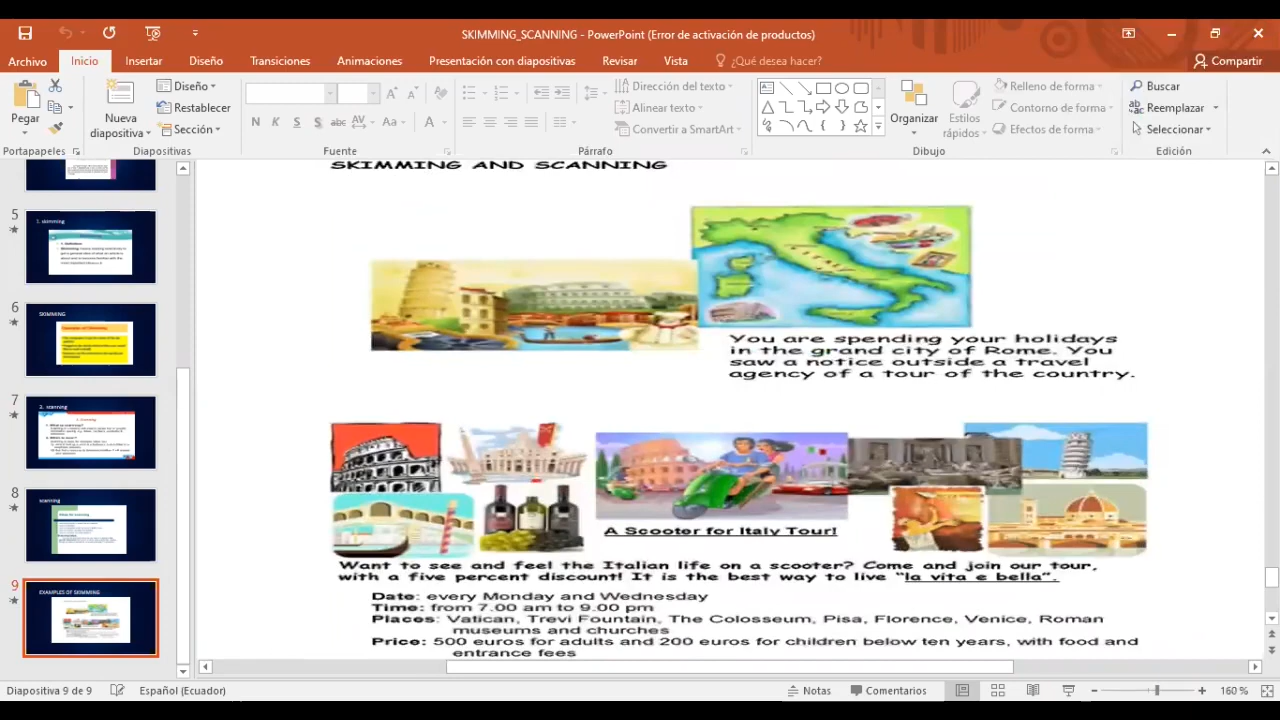 SKIMMING_SCANNING - PowerPoint (Error de activación de productos)
Archivo Inicio Insertar Diseño Transiciones Animaciones Presentación con diapositivas Revisar Vista ¿Qué desea hacer? Compartir
Pegar
Nueva diapositiva
Diseño
Restablecer
Sección
N K S S abc AV Aa A
Dirección del texto
Alinear texto
Convertir a SmartArt
Organizar
Estilos rápidos
Relleno de forma
Contorno de forma
Efectos de forma
Buscar
Reemplazar
Seleccionar
Portapapeles Diapositivas Fuente Párrafo Dibujo Edición
5
1. skimming
6
SKIMMING
7
2. scanning
8
scanning
9
EXAMPLES OF SKIMMING
SKIMMING AND SCANNING
You are spending your holidays
in the grand city of Rome. You
saw a notice outside a travel
agency of a tour of the country.
A Scooter for Italy Tour!
Want to see and feel the Italian life on a scooter? Come and join our tour,
with a five percent discount! It is the best way to live “la vita e bella”.
Date: every Monday and Wednesday
Time: from 7.00 am to 9.00 pm
Places: Vatican, Trevi Fountain, The Colosseum, Pisa, Florence, Venice, Roman
museums and churches
Price: 500 euros for adults and 200 euros for children below ten years, with food and
entrance fees
Diapositiva 9 de 9 Español (Ecuador) Notas Comentarios 160 %